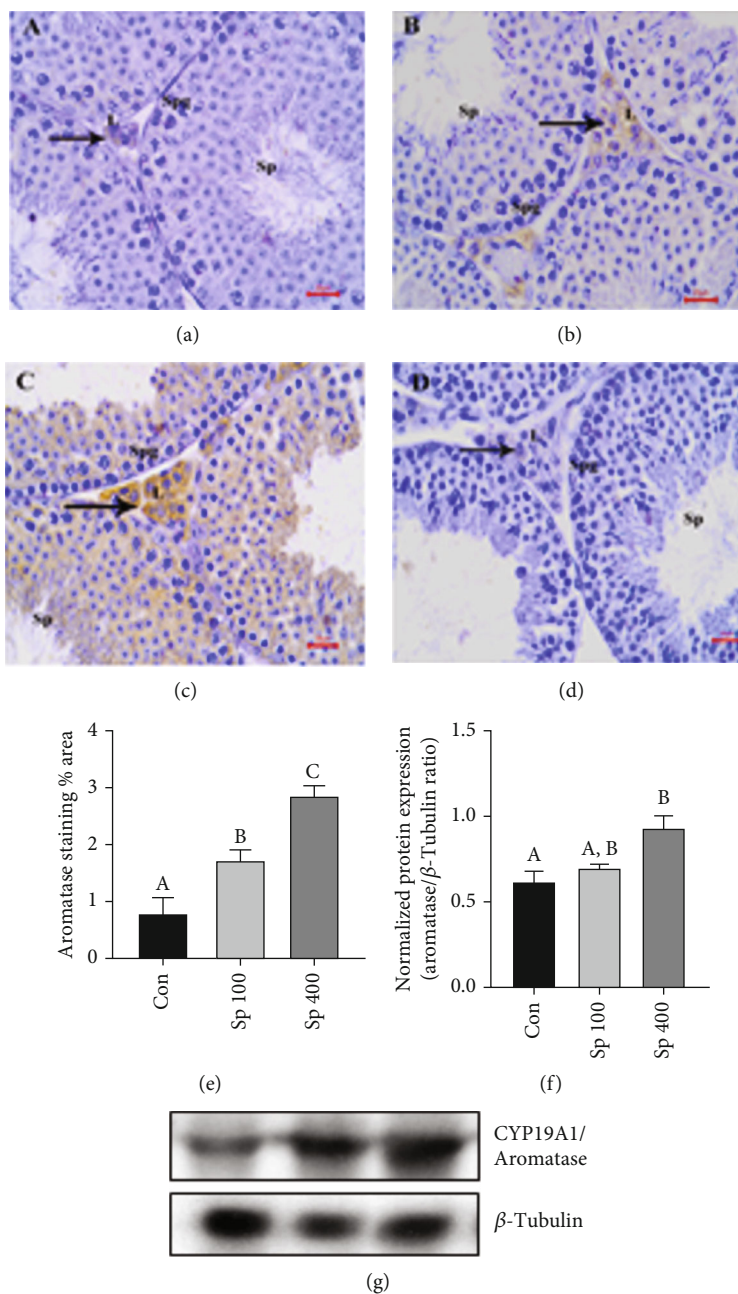 A
L
Spg
Sp
(a)
B
Sp
L
Spg
(b)
C
Spg
L
Sp
(c)
D
L
Spg
Sp
(d)
Aromatase staining % area
4
3
2
1
0
A
B
C
Con
Sp 100
Sp 400
(e)
Normalized protein expression
(aromatase/β-Tubulin ratio)
1.5
1.0
0.5
0.0
A
A, B
B
Con
Sp 100
Sp 400
(f)
CYP19A1/
Aromatase
β-Tubulin
(g)